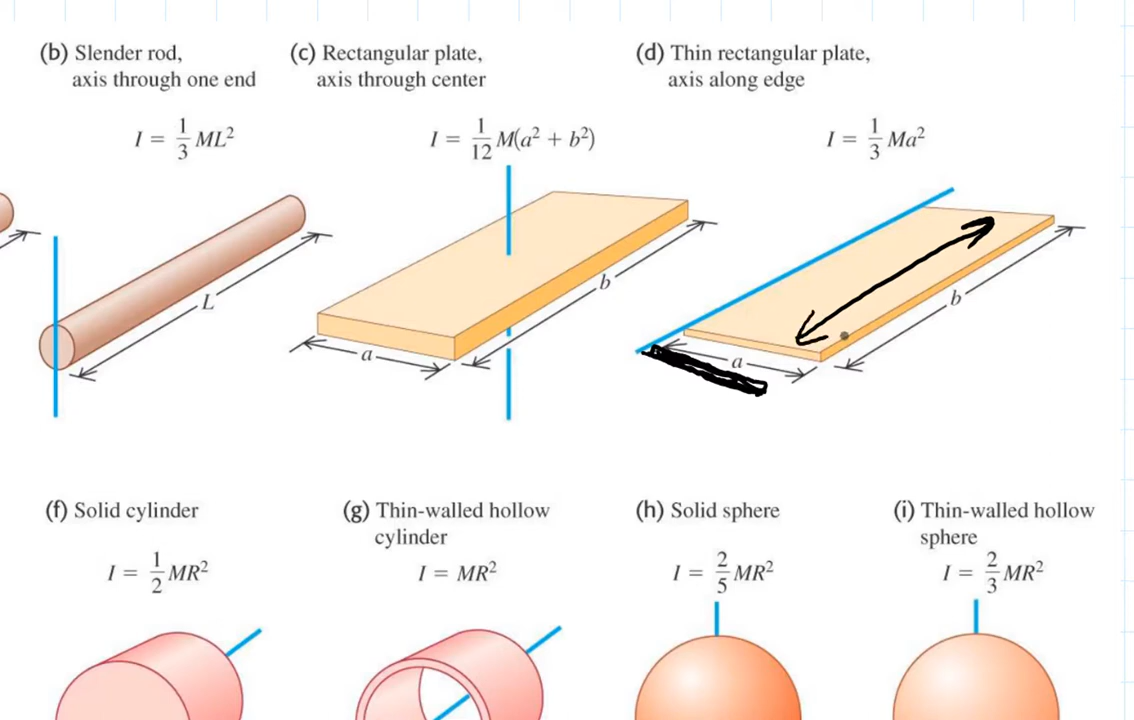 (b) Slender rod,
axis through one end
I = 1/3 ML²
L
(c) Rectangular plate,
axis through center
I = 1/12 M(a² + b²)
a
b
(d) Thin rectangular plate,
axis along edge
I = 1/3 Ma²
a
b
(f) Solid cylinder
I = 1/2 MR²
(g) Thin-walled hollow
cylinder
I = MR²
(h) Solid sphere
I = 2/5 MR²
(i) Thin-walled hollow
sphere
I = 2/3 MR²